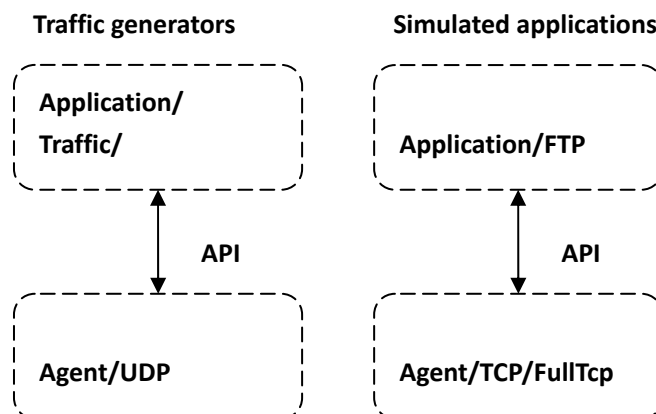 Traffic generators
Simulated applications
Application/
Traffic/
Application/FTP
API
API
Agent/UDP
Agent/TCP/FullTcp